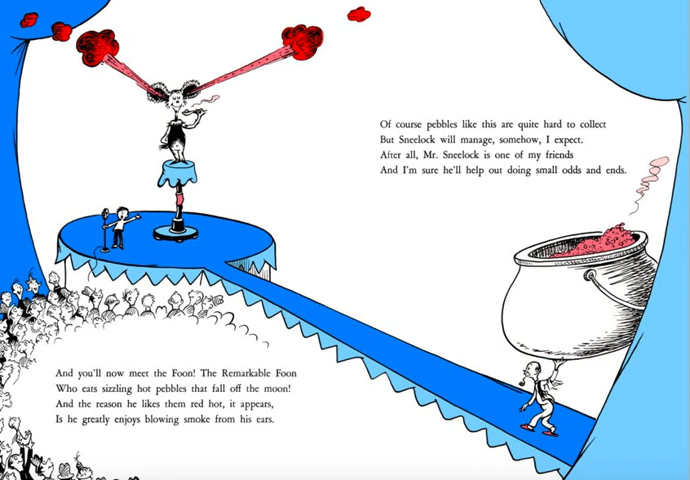 And you'll now meet the Foon! The Remarkable Foon
Who eats sizzling hot pebbles that fall off the moon!
And the reason he likes them red hot, it appears,
Is he greatly enjoys blowing smoke from his ears.
Of course pebbles like this are quite hard to collect
But Sneelock will manage, somehow, I expect.
After all, Mr. Sneelock is one of my friends
And I'm sure he'll help out doing small odds and ends.